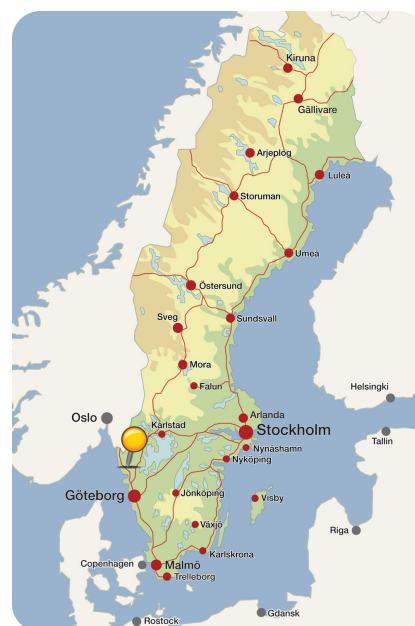 Kiruna
Gällivare
Arjeplog
Luleå
Storuman
Umeå
Östersund
Sveg
Sundsvall
Mora
Falun
Helsingki
Oslo
Arlanda
Karlstad
Stockholm
Tallin
Nynäshamn
Nyköping
Göteborg
Jönköping
Visby
Växjö
Riga
Karlskrona
Copenhagen
Malmö
Trelleborg
Gdansk
Rostock